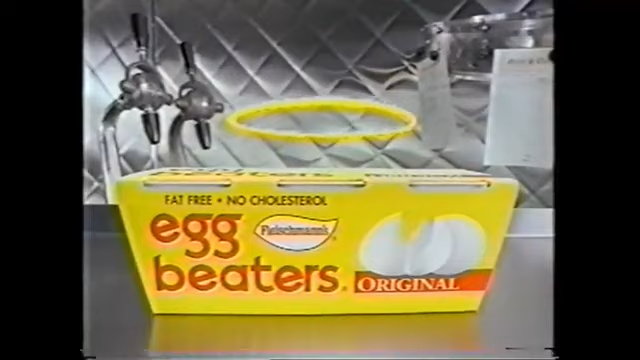 FAT FREE • NO CHOLESTEROL
egg
Fleischmann's
beaters
ORIGINAL